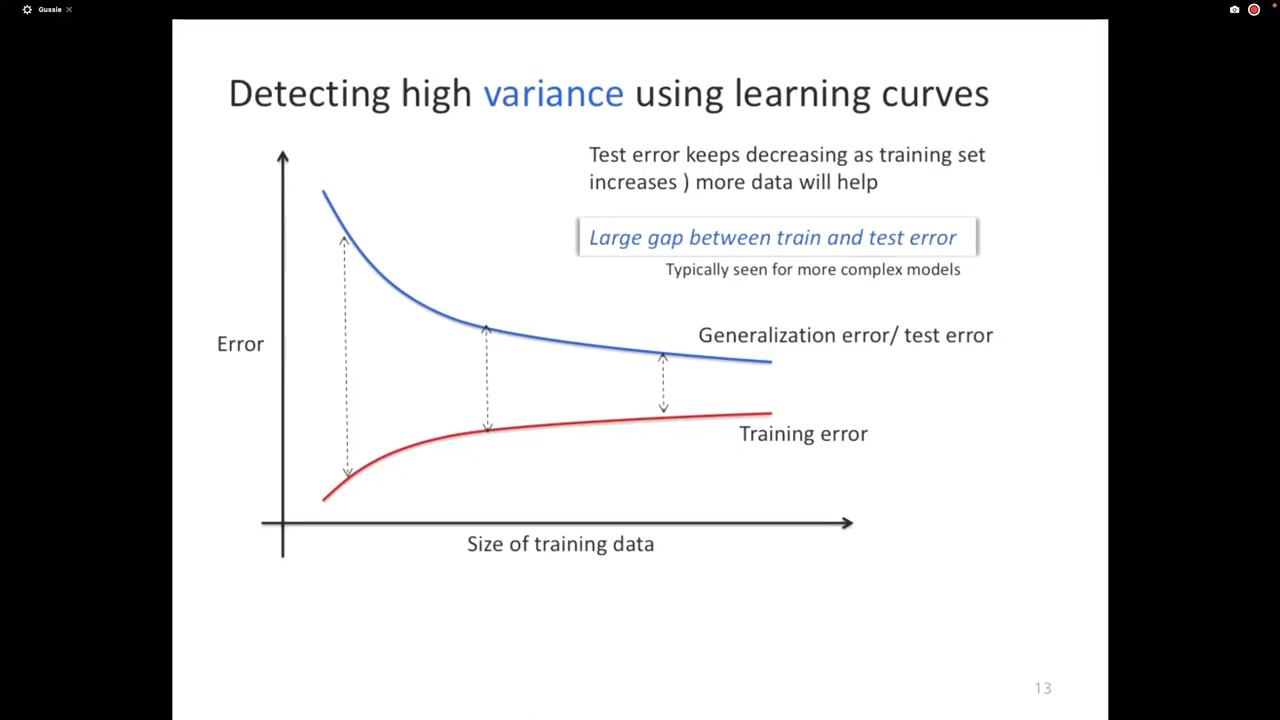 Gussie
Detecting high variance using learning curves
Test error keeps decreasing as training set
increases ) more data will help
Large gap between train and test error
Typically seen for more complex models
Generalization error/ test error
Error
Training error
Size of training data
13